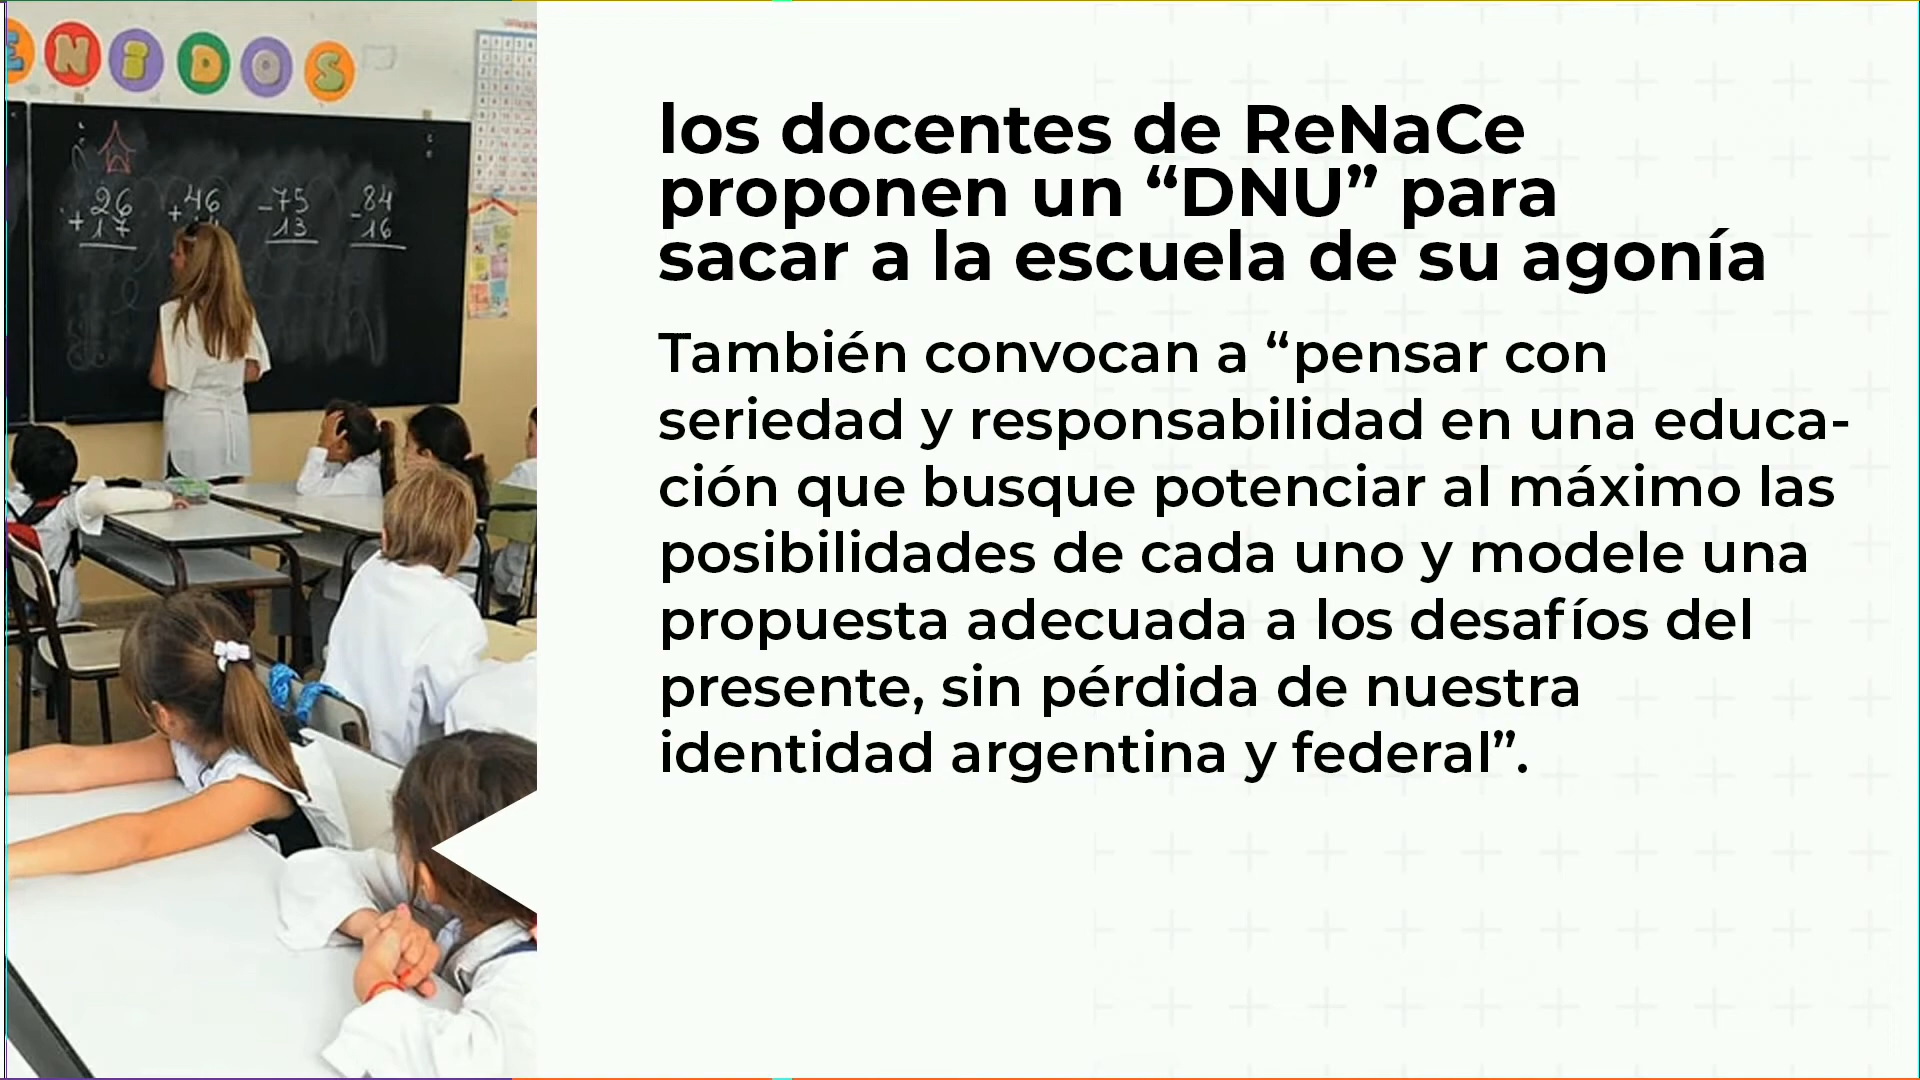 E N i D O S
26 +46 -75 -84
+ 17 13 16
los docentes de ReNaCe
proponen un “DNU” para
sacar a la escuela de su agonía
También convocan a “pensar con
seriedad y responsabilidad en una educa-
ción que busque potenciar al máximo las
posibilidades de cada uno y modele una
propuesta adecuada a los desafíos del
presente, sin pérdida de nuestra
identidad argentina y federal”.